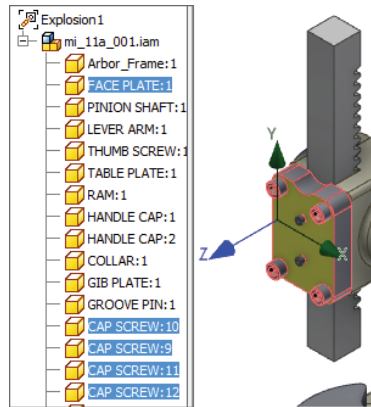 Explosion1
mi_11a_001.iam
Arbor_Frame:1
FACE PLATE:1
PINION SHAFT:1
LEVER ARM:1
THUMB SCREW:1
TABLE PLATE:1
RAM:1
HANDLE CAP:1
HANDLE CAP:2
COLLAR:1
GIB PLATE:1
GROOVE PIN:1
CAP SCREW:10
CAP SCREW:9
CAP SCREW:11
CAP SCREW:12
Y
Z
X